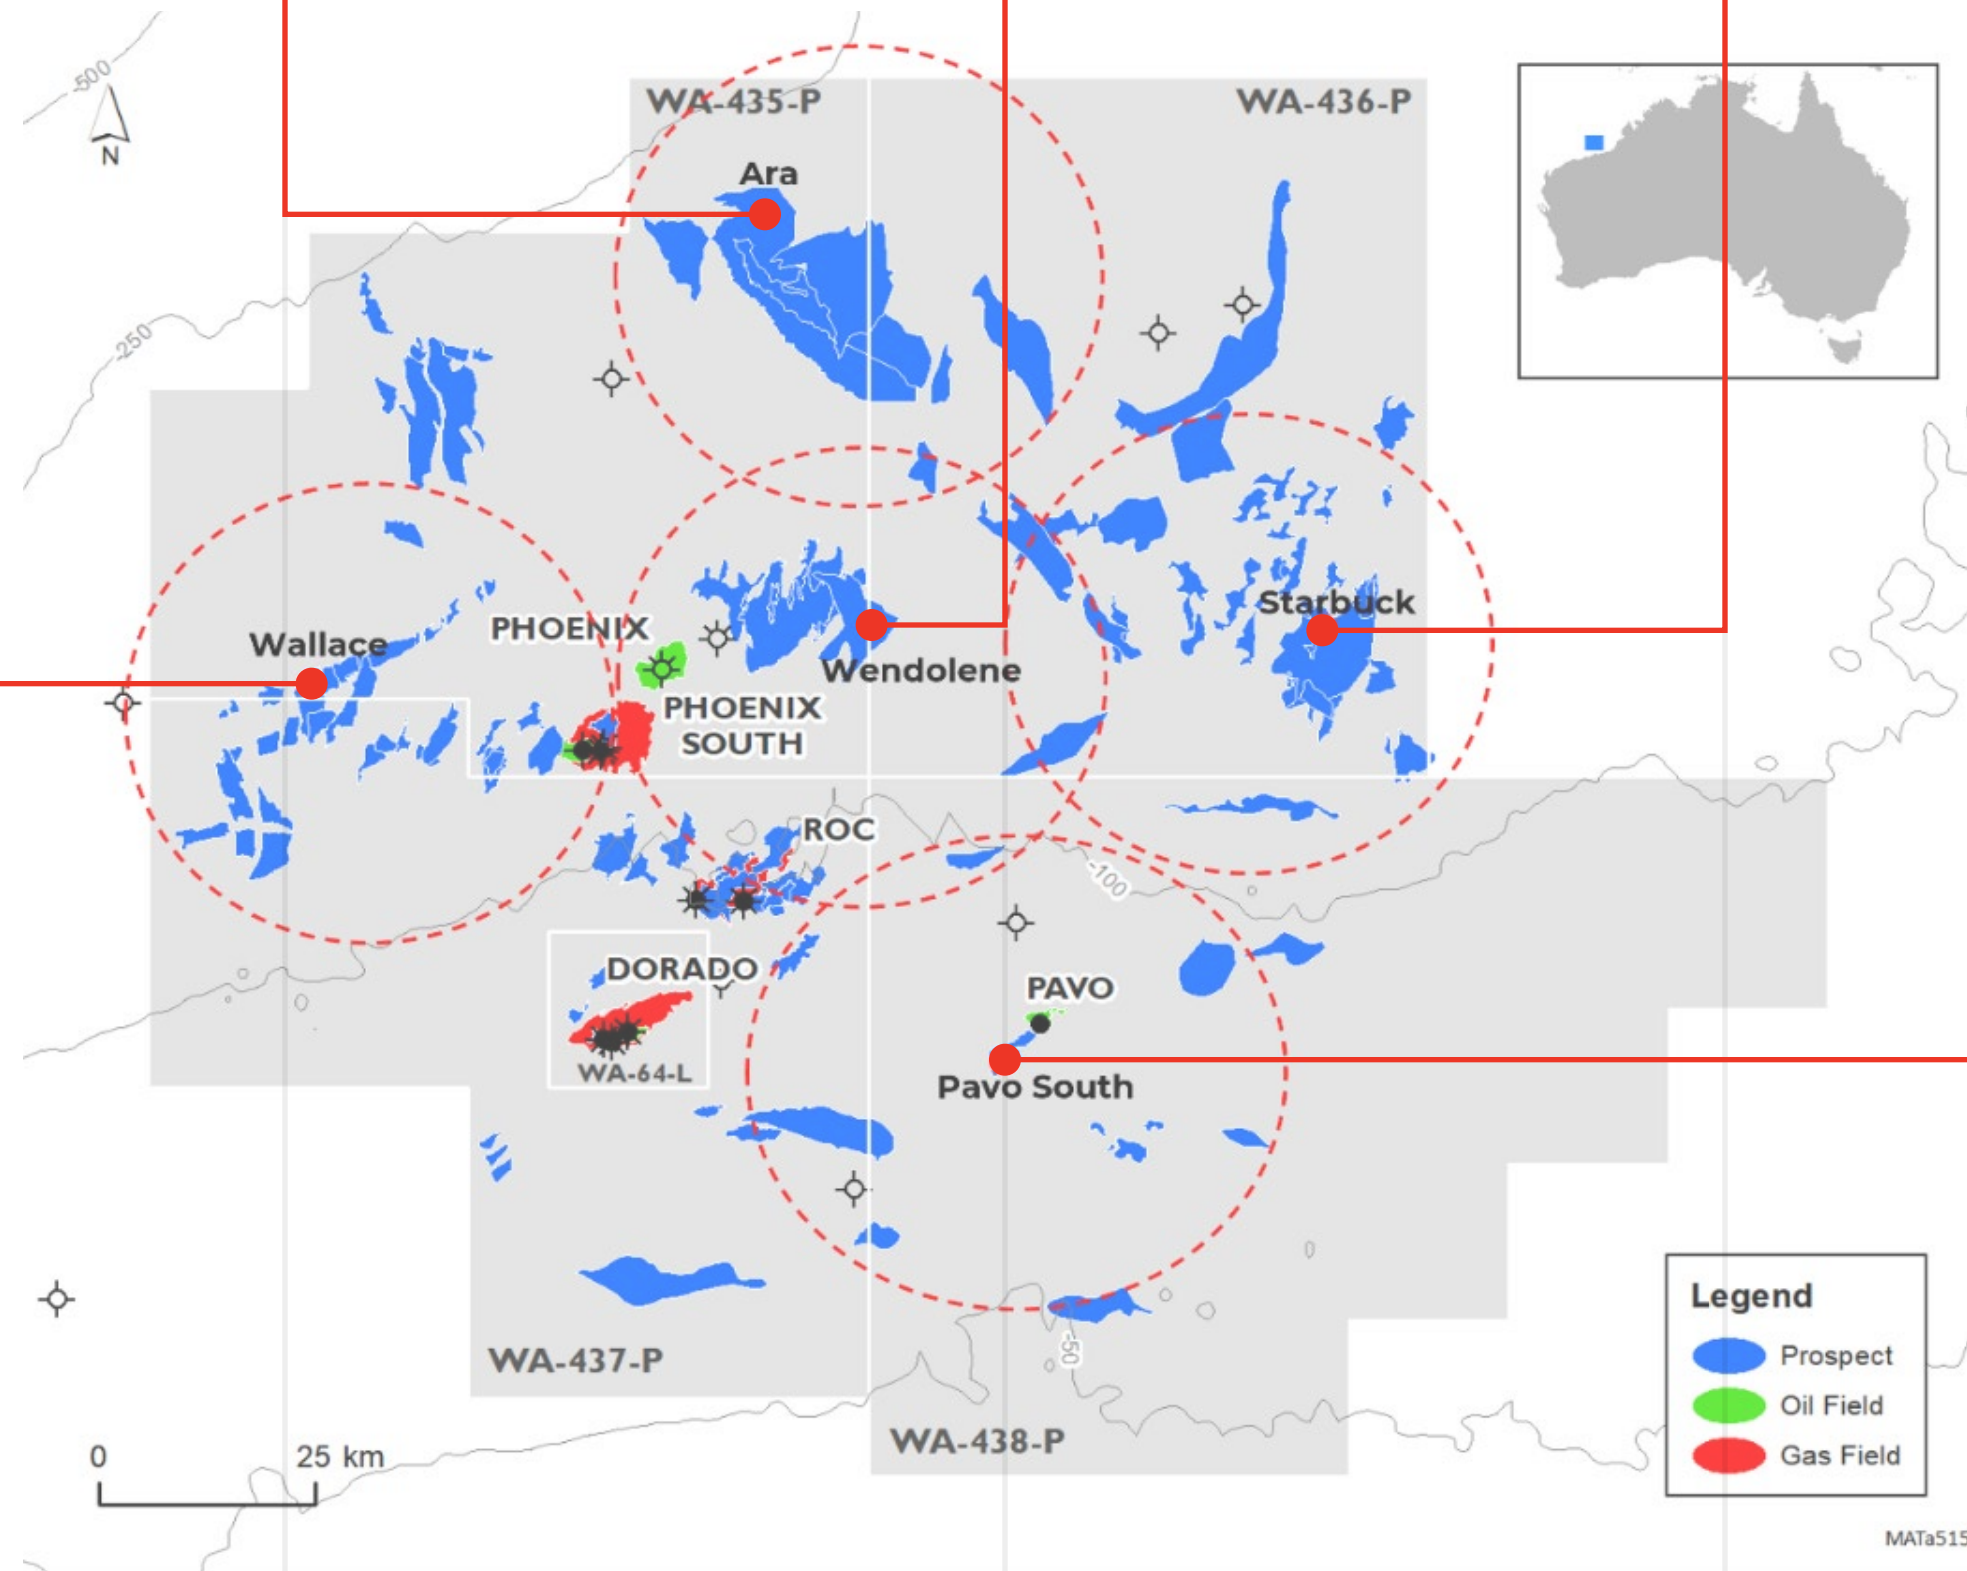 -500
N
WA-435-P
WA-436-P
Ara
-250
Wallace
PHOENIX
Starbuck
Wendolene
PHOENIX
SOUTH
ROC
-100
DORADO
PAVO
WA-64-L
Pavo South
-50
WA-437-P
WA-438-P
0 25 km
Legend
Prospect
Oil Field
Gas Field
MATa515